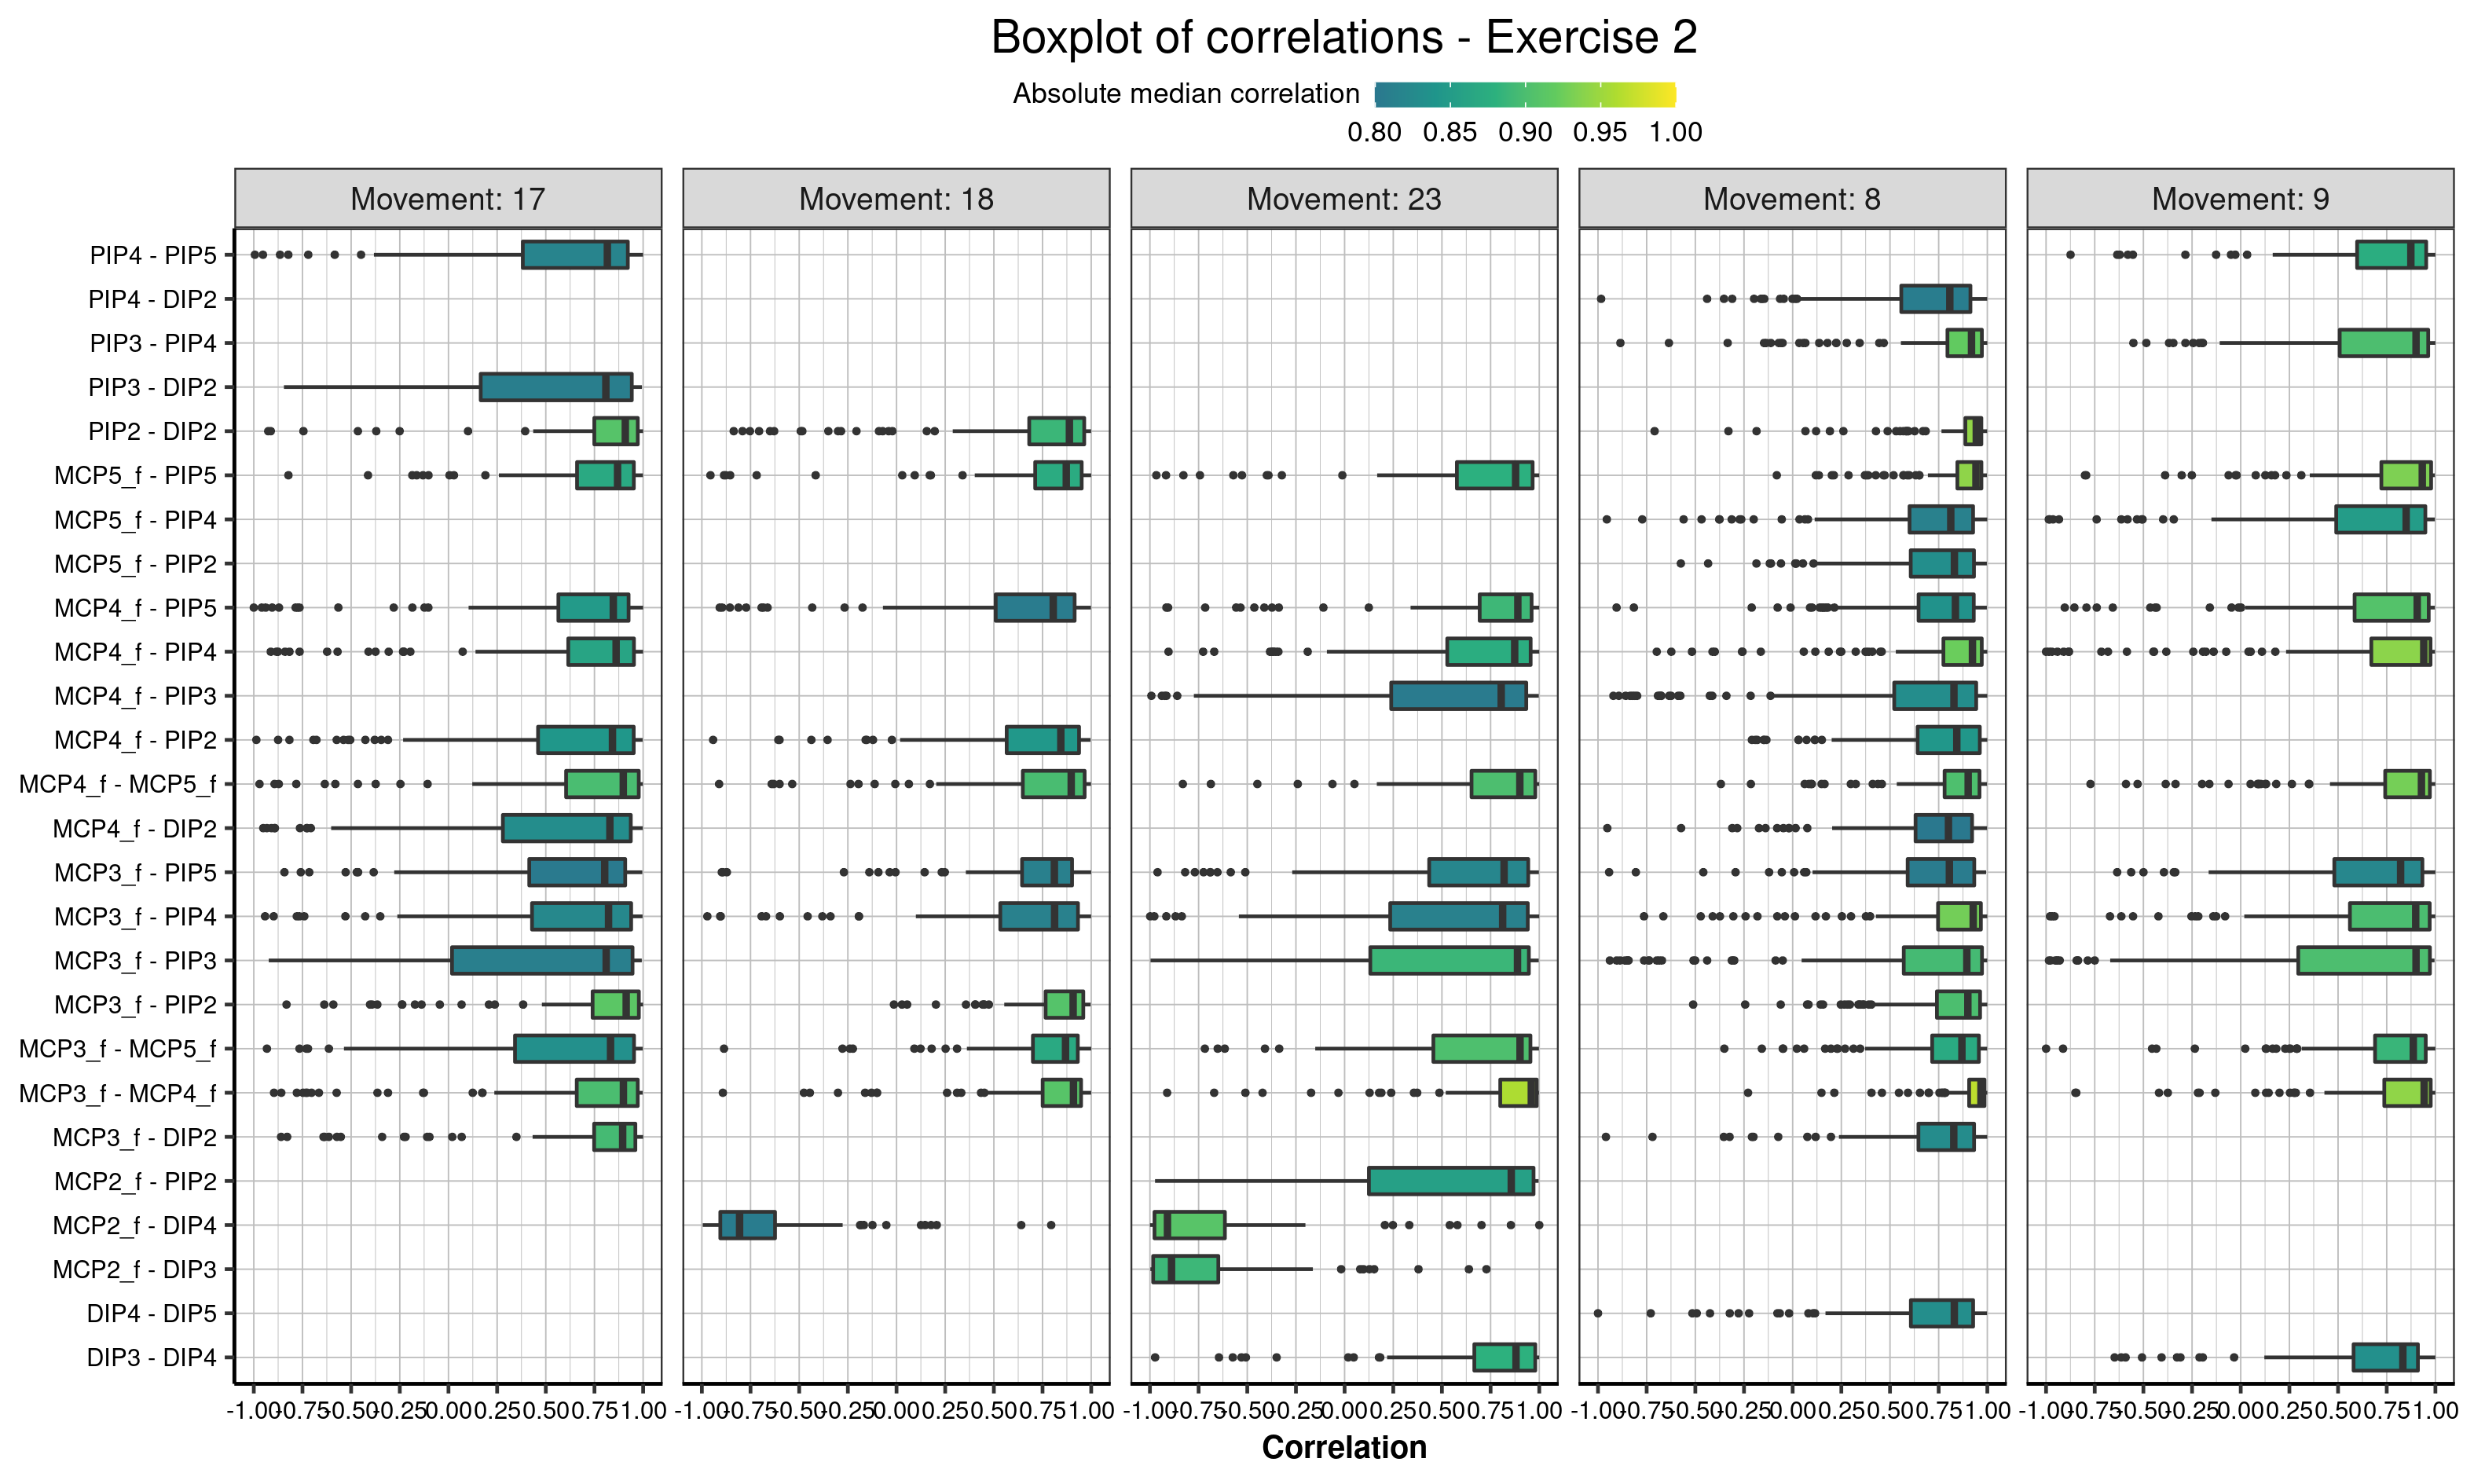 Boxplot of correlations - Exercise 2
Absolute median correlation
0.80 0.85 0.90 0.95 1.00
Movement: 17
Movement: 18
Movement: 23
Movement: 8
Movement: 9
PIP4 - PIP5
PIP4 - DIP2
PIP3 - PIP4
PIP3 - DIP2
PIP2 - DIP2
MCP5_f - PIP5
MCP5_f - PIP4
MCP5_f - PIP2
MCP4_f - PIP5
MCP4_f - PIP4
MCP4_f - PIP3
MCP4_f - PIP2
MCP4_f - MCP5_f
MCP4_f - DIP2
MCP3_f - PIP5
MCP3_f - PIP4
MCP3_f - PIP3
MCP3_f - PIP2
MCP3_f - MCP5_f
MCP3_f - MCP4_f
MCP3_f - DIP2
MCP2_f - PIP2
MCP2_f - DIP4
MCP2_f - DIP3
DIP4 - DIP5
DIP3 - DIP4
-1.00 -0.75 -0.50 -0.25 0.00 0.25 0.50 0.75 1.00
-1.00 -0.75 -0.50 -0.25 0.00 0.25 0.50 0.75 1.00
-1.00 -0.75 -0.50 -0.25 0.00 0.25 0.50 0.75 1.00
-1.00 -0.75 -0.50 -0.25 0.00 0.25 0.50 0.75 1.00
-1.00 -0.75 -0.50 -0.25 0.00 0.25 0.50 0.75 1.00
Correlation